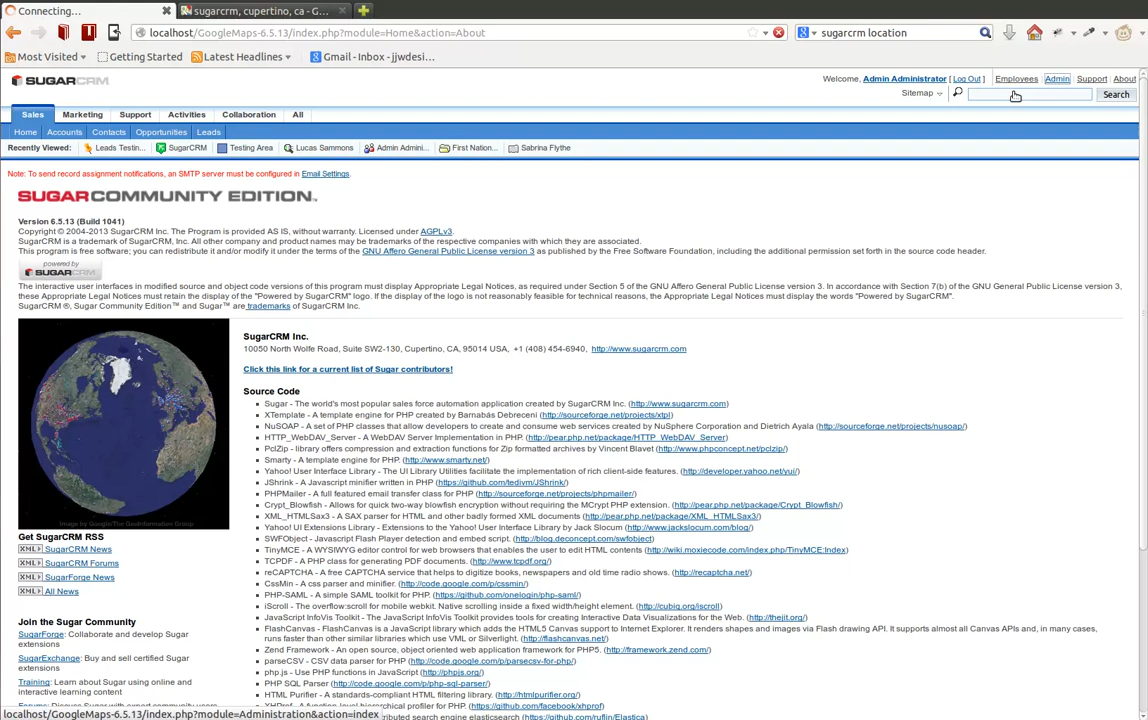 Connecting...
sugarcrm, cupertino, ca - G...
localhost/GoogleMaps-6.5.13/index.php?module=Home&action=About
sugarcrm location
Most Visited
Getting Started
Latest Headlines
Gmail - Inbox - jjwdesi...
SUGARCRM
Welcome, Admin Administrator [ Log Out ] Employees Admin Support About
Sitemap
Search
Sales Marketing Support Activities Collaboration All
Home Accounts Contacts Opportunities Leads
Recently Viewed: Leads Testin... SugarCRM Testing Area Lucas Sammons Admin Admini... First Nation... Sabrina Flythe
Note: To send record assignment notifications, an SMTP server must be configured in Email Settings.
SUGARCOMMUNITY EDITION™
Version 6.5.13 (Build 1041)
Copyright © 2004-2013 SugarCRM Inc. The Program is provided AS IS, without warranty. Licensed under AGPLv3.
SugarCRM is a trademark of SugarCRM, Inc. All other company and product names may be trademarks of the respective companies with which they are associated.
This program is free software; you can redistribute it and/or modify it under the terms of the GNU Affero General Public License version 3 as published by the Free Software Foundation, including the additional permission set forth in the source code header.
powered by
SUGARCRM
The interactive user interfaces in modified source and object code versions of this program must display Appropriate Legal Notices, as required under Section 5 of the GNU Affero General Public License version 3. In accordance with Section 7(b) of the GNU General Public License version 3,
these Appropriate Legal Notices must retain the display of the "Powered by SugarCRM" logo. If the display of the logo is not reasonably feasible for technical reasons, the Appropriate Legal Notices must display the words "Powered by SugarCRM".
SugarCRM ®, Sugar Community Edition™ and Sugar™ are trademarks of SugarCRM Inc.
Image by Google/The GeoInformation Group
Get SugarCRM RSS
XML SugarCRM News
XML SugarCRM Forums
XML SugarForge News
XML All News
Join the Sugar Community
SugarForge: Collaborate and develop Sugar
extensions
SugarExchange: Buy and sell certified Sugar
extensions
Training: Learn about Sugar using online and
interactive learning content
SugarCRM Inc.
10050 North Wolfe Road, Suite SW2-130, Cupertino, CA, 95014 USA, +1 (408) 454-6940, http://www.sugarcrm.com
Click this link for a current list of Sugar contributors!
Source Code
Sugar - The world's most popular sales force automation application created by SugarCRM Inc. (http://www.sugarcrm.com)
XTemplate - A template engine for PHP created by Barnabás Debreceni (http://sourceforge.net/projects/xtpl)
NuSOAP - A set of PHP classes that allow developers to create and consume web services created by NuSphere Corporation and Dietrich Ayala (http://sourceforge.net/projects/nusoap/)
HTTP_WebDAV_Server - A WebDAV Server Implementation in PHP. (http://pear.php.net/package/HTTP_WebDAV_Server)
PclZip - library offers compression and extraction functions for Zip formatted archives by Vincent Blavet (http://www.phpconcept.net/pclzip/)
Smarty - A template engine for PHP. (http://www.smarty.net/)
Yahoo! User Interface Library - The UI Library Utilities facilitate the implementation of rich client-side features. (http://developer.yahoo.net/yui/)
JShrink - A Javascript minifier written in PHP (https://github.com/tedivm/JShrink/)
PHPMailer - A full featured email transfer class for PHP (http://sourceforge.net/projects/phpmailer/)
Crypt_Blowfish - Allows for quick two-way blowfish encryption without requiring the MCrypt PHP extension. (http://pear.php.net/package/Crypt_Blowfish/)
XML_HTMLSax3 - A SAX parser for HTML and other badly formed XML documents (http://pear.php.net/package/XML_HTMLSax3/)
Yahoo! UI Extensions Library - Extensions to the Yahoo! User Interface Library by Jack Slocum (http://www.jackslocum.com/blog/)
SWFObject - Javascript Flash Player detection and embed script. (http://blog.deconcept.com/swfobject)
TinyMCE - A WYSIWYG editor control for web browsers that enables the user to edit HTML contents (http://wiki.moxiecode.com/index.php/TinyMCE:Index)
TCPDF - A PHP class for generating PDF documents. (http://www.tcpdf.org/)
reCAPTCHA - A free CAPTCHA service that helps to digitize books, newspapers and old time radio shows. (http://recaptcha.net/)
CssMin - A css parser and minifier. (http://code.google.com/p/cssmin/)
PHP-SAML - A simple SAML toolkit for PHP. (https://github.com/onelogin/php-saml/)
iScroll - The overflow:scroll for mobile webkit. Native scrolling inside a fixed width/height element. (http://cubiq.org/iscroll)
JavaScript InfoVis Toolkit - The JavaScript InfoVis Toolkit provides tools for creating Interactive Data Visualizations for the Web. (http://thejit.org/)
FlashCanvas - FlashCanvas is a JavaScript library which adds the HTML5 Canvas support to Internet Explorer. It renders shapes and images via Flash drawing API. It supports almost all Canvas APIs and, in many cases,
runs faster than other similar libraries which use VML or Silverlight. (http://flashcanvas.net/)
Zend Framework - An open source, object oriented web application framework for PHP5. (http://framework.zend.com/)
parseCSV - CSV data parser for PHP (http://code.google.com/p/parsecsv-for-php/)
php.js - Use PHP functions in JavaScript (http://phpjs.org/)
PHP SQL Parser (http://code.google.com/p/php-sql-parser/)
HTML Purifier - A standards-compliant HTML filtering library. (http://htmlpurifier.org/)
localhost/GoogleMaps-6.5.13/index.php?module=Administration&action=index